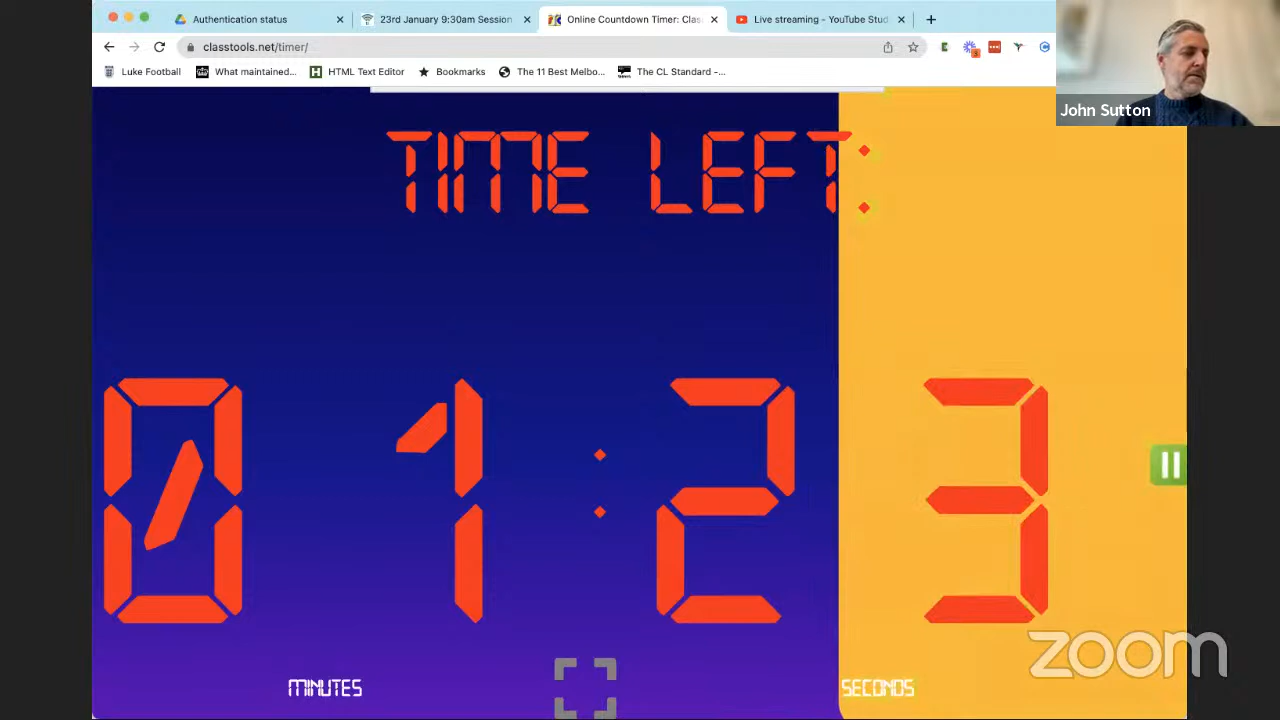 Authentication status
23rd January 9:30am Session
Online Countdown Timer: Clas
Live streaming - YouTube Stud
classtools.net/timer/
Luke Football
What maintained...
HTML Text Editor
Bookmarks
The 11 Best Melbo...
The CL Standard -...
John Sutton
TIME LEFT:
01:23
MINUTES
SECONDS
zoom